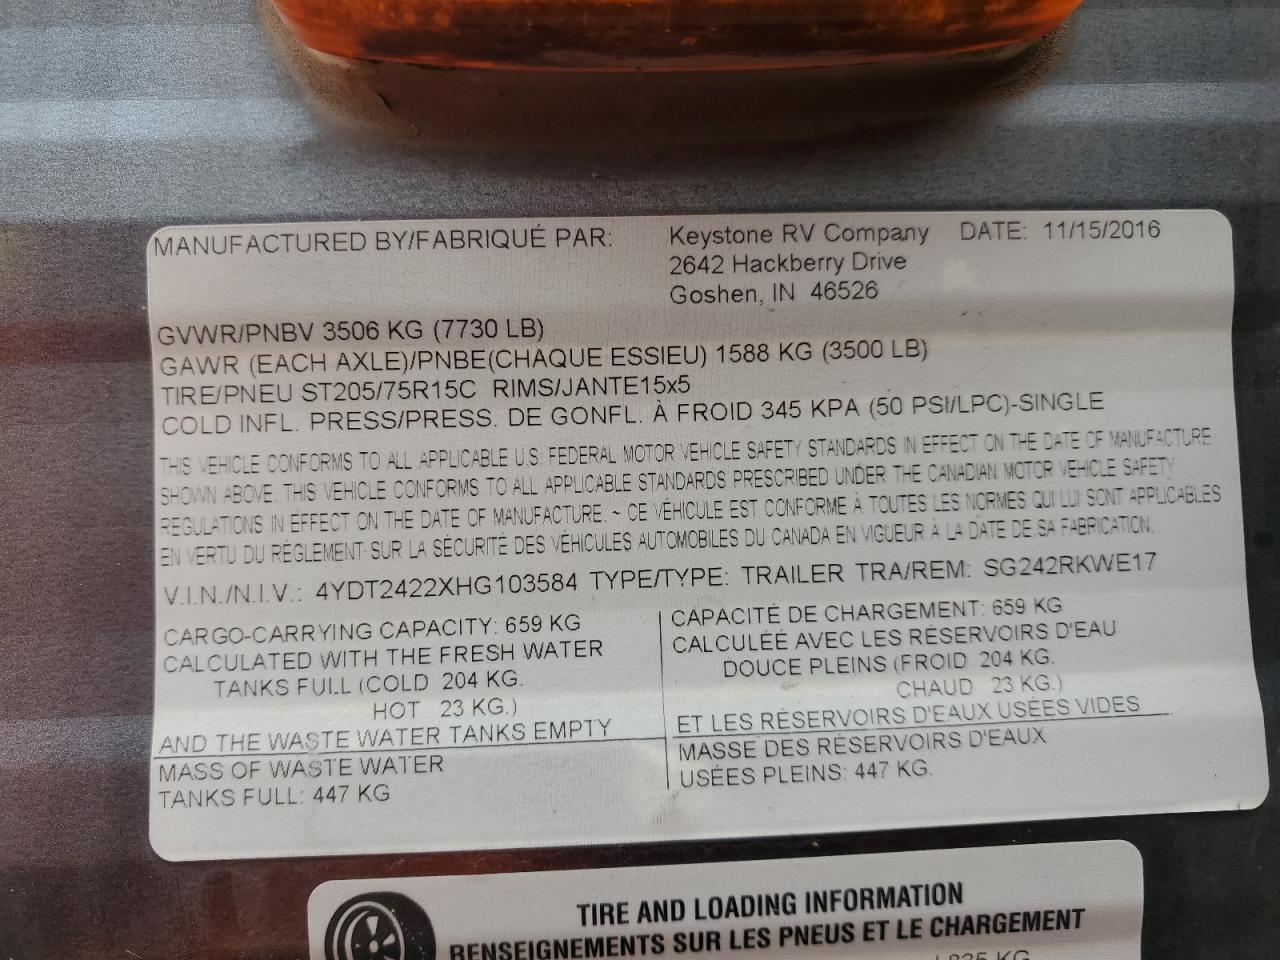 MANUFACTURED BY/FABRIQUÉ PAR: Keystone RV Company DATE: 11/15/2016
2642 Hackberry Drive
Goshen, IN 46526
GVWR/PNBV 3506 KG (7730 LB)
GAWR (EACH AXLE)/PNBE(CHAQUE ESSIEU) 1588 KG (3500 LB)
TIRE/PNEU ST205/75R15C RIMS/JANTE15x5
COLD INFL. PRESS/PRESS. DE GONFL. À FROID 345 KPA (50 PSI/LPC)-SINGLE
THIS VEHICLE CONFORMS TO ALL APPLICABLE U.S. FEDERAL MOTOR VEHICLE SAFETY STANDARDS IN EFFECT ON THE DATE OF MANUFACTURE
SHOWN ABOVE. THIS VEHICLE CONFORMS TO ALL APPLICABLE STANDARDS PRESCRIBED UNDER THE CANADIAN MOTOR VEHICLE SAFETY
REGULATIONS IN EFFECT ON THE DATE OF MANUFACTURE. ~ CE VÉHICULE EST CONFORME À TOUTES LES NORMES QUI LUI SONT APPLICABLES
EN VERTU DU RÈGLEMENT SUR LA SÉCURITÉ DES VÉHICULES AUTOMOBILES DU CANADA EN VIGUEUR À LA DATE DE SA FABRICATION.
V.I.N./N.I.V.: 4YDT2422XHG103584 TYPE/TYPE: TRAILER TRA/REM: SG242RKWE17
CARGO-CARRYING CAPACITY: 659 KG
CALCULATED WITH THE FRESH WATER
TANKS FULL (COLD 204 KG.
HOT 23 KG.)
AND THE WASTE WATER TANKS EMPTY
MASS OF WASTE WATER
TANKS FULL: 447 KG
CAPACITÉ DE CHARGEMENT: 659 KG
CALCULÉE AVEC LES RÉSERVOIRS D'EAU
DOUCE PLEINS (FROID 204 KG.
CHAUD 23 KG.)
ET LES RÉSERVOIRS D'EAUX USÉES VIDES
MASSE DES RÉSERVOIRS D'EAUX
USÉES PLEINS: 447 KG.
TIRE AND LOADING INFORMATION
RENSEIGNEMENTS SUR LES PNEUS ET LE CHARGEMENT
KG